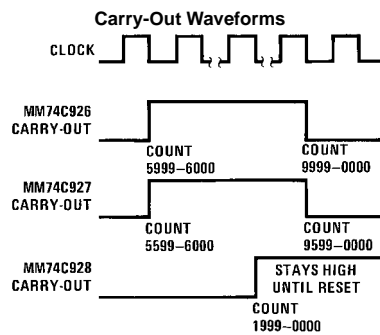 Carry-Out Waveforms
CLOCK
MM74C926
CARRY-OUT
COUNT
5999–6000
COUNT
9999–0000
MM74C927
CARRY-OUT
COUNT
5599–6000
COUNT
9599–0000
MM74C928
CARRY-OUT
STAYS HIGH
UNTIL RESET
COUNT
1999–0000